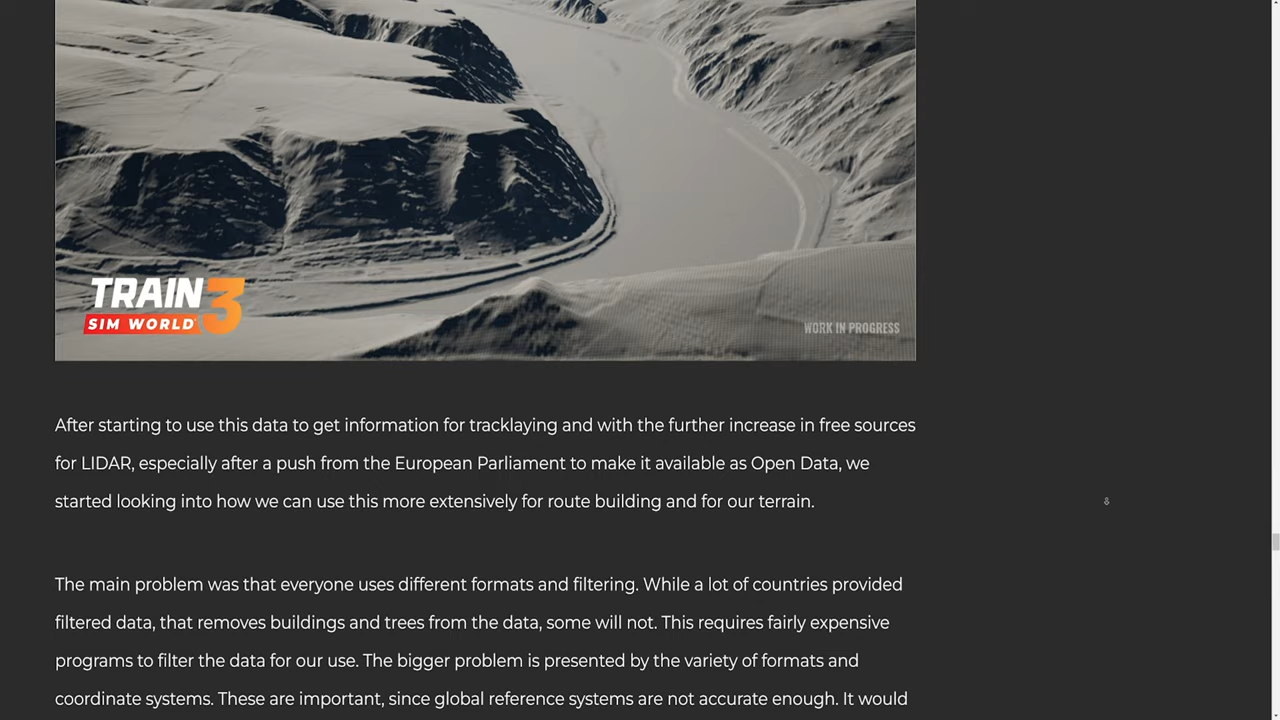 TRAIN 3
SIM WORLD
WORK IN PROGRESS
After starting to use this data to get information for tracklaying and with the further increase in free sources
for LIDAR, especially after a push from the European Parliament to make it available as Open Data, we
started looking into how we can use this more extensively for route building and for our terrain.
The main problem was that everyone uses different formats and filtering. While a lot of countries provided
filtered data, that removes buildings and trees from the data, some will not. This requires fairly expensive
programs to filter the data for our use. The bigger problem is presented by the variety of formats and
coordinate systems. These are important, since global reference systems are not accurate enough. It would